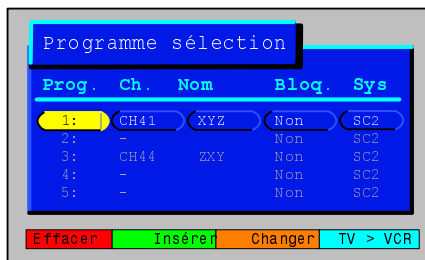 Programme sélection
Prog. Ch. Nom Bloq. Sys
1: CH41 XYZ Non SC2
2: - Non SC2
3: CH44 ZXY Non SC2
4: - Non SC2
5: - Non SC2
Effacer Insérer Changer TV > VCR